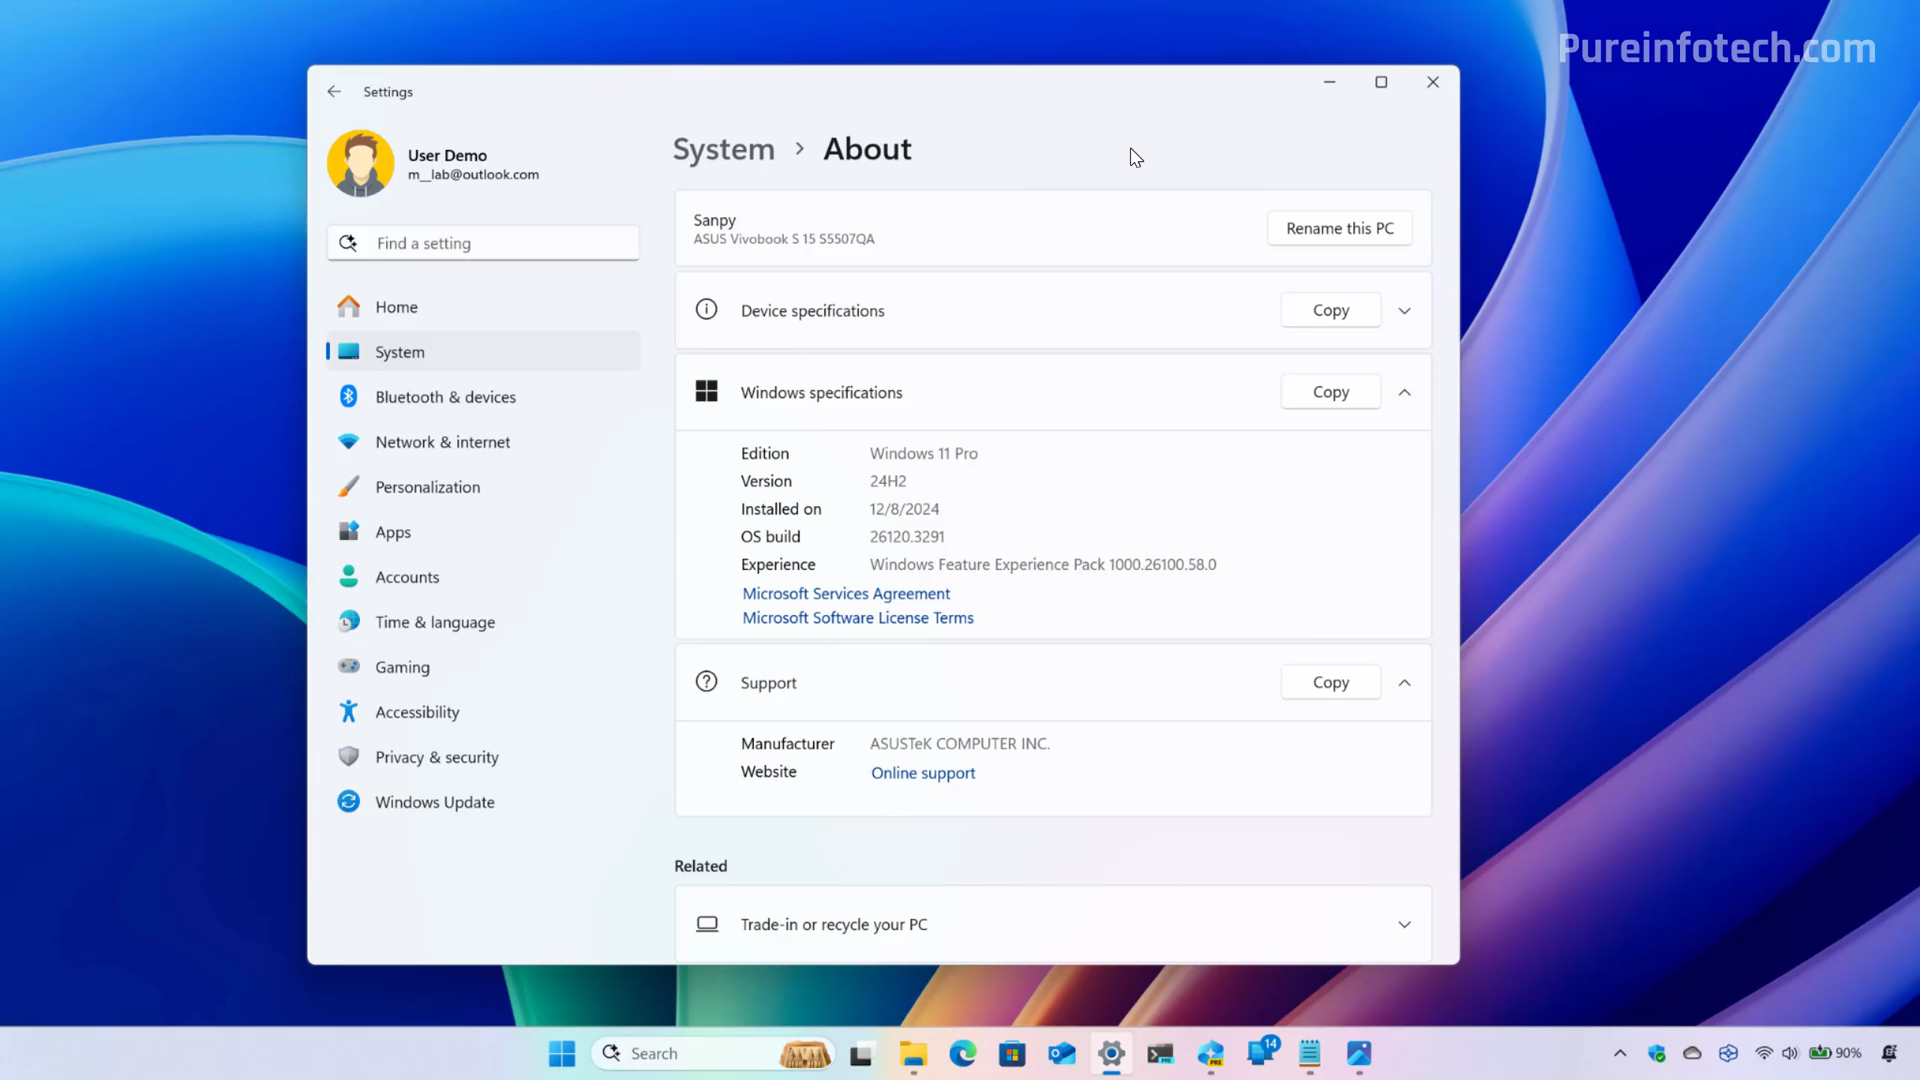 Pureinfotech.com
Settings
User Demo
m__lab@outlook.com
Find a setting
Home
System
Bluetooth & devices
Network & internet
Personalization
Apps
Accounts
Time & language
Gaming
Accessibility
Privacy & security
Windows Update
System > About
Sanpy
ASUS Vivobook S 15 S5507QA
Rename this PC
Device specifications
Copy
Windows specifications
Copy
Edition Windows 11 Pro
Version 24H2
Installed on 12/8/2024
OS build 26120.3291
Experience Windows Feature Experience Pack 1000.26100.58.0
Microsoft Services Agreement
Microsoft Software License Terms
Support
Copy
Manufacturer ASUSTeK COMPUTER INC.
Website Online support
Related
Trade-in or recycle your PC
Search
PRE
PRE
14
90%